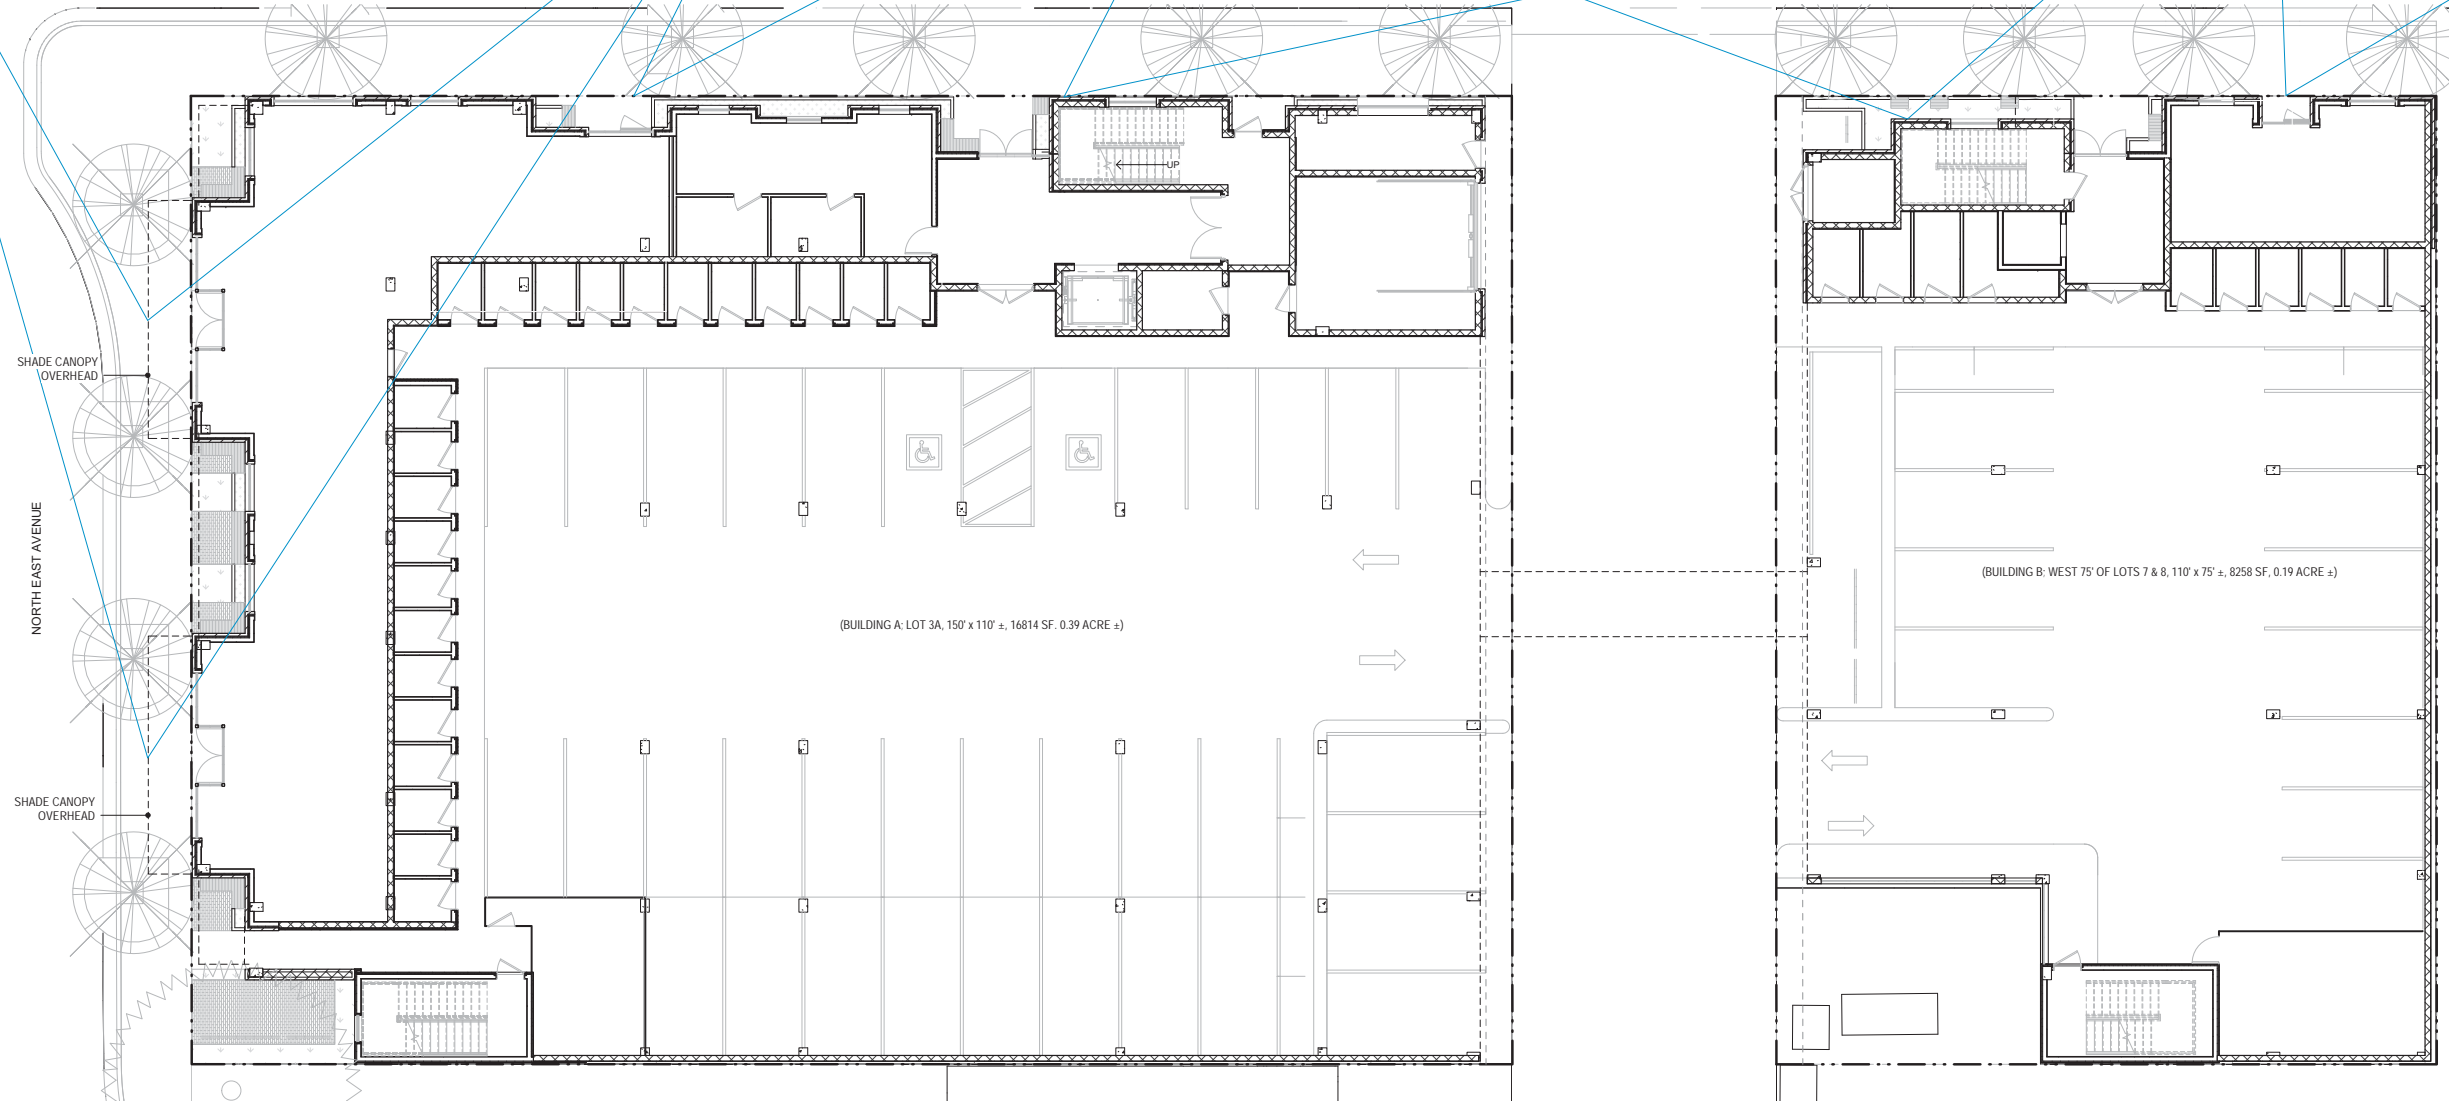 UP
SHADE CANOPY
OVERHEAD
NORTH EAST AVENUE
(BUILDING A: LOT 3A, 150' x 110' ±, 16814 SF. 0.39 ACRE ±)
(BUILDING B; WEST 75' OF LOTS 7 & 8, 110' x 75' ±, 8258 SF, 0.19 ACRE ±)
SHADE CANOPY
OVERHEAD